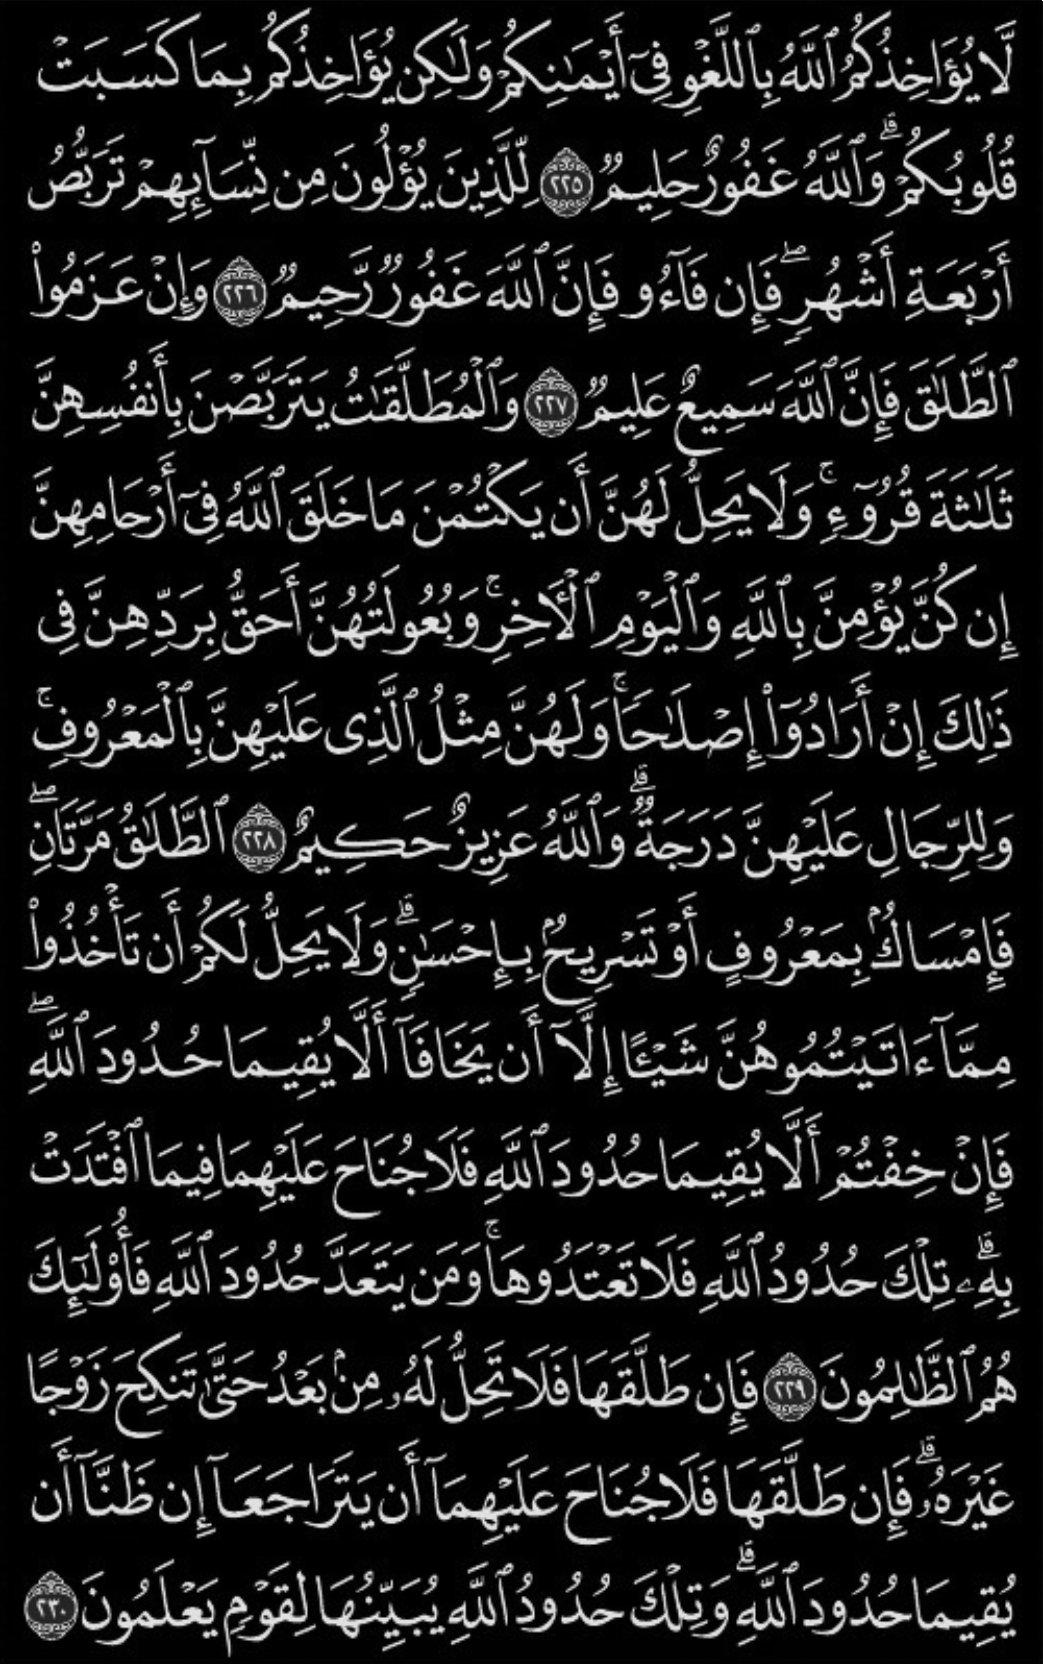 لَّا يُؤَاخِذُكُمُ ٱللَّهُ بِٱللَّغۡوِ فِيٓ أَيۡمَٰنِكُمۡ وَلَٰكِن يُؤَاخِذُكُم بِمَا كَسَبَتۡ
قُلُوبُكُمۡۗ وَٱللَّهُ غَفُورٌ حَلِيمٞ ٢٢٥ لِّلَّذِينَ يُؤۡلُونَ مِن نِّسَآئِهِمۡ تَرَبُّصُ
أَرۡبَعَةِ أَشۡهُرٖۖ فَإِن فَآءُو فَإِنَّ ٱللَّهَ غَفُورٞ رَّحِيمٞ ٢٢٦ وَإِنۡ عَزَمُواْ
ٱلطَّلَٰقَ فَإِنَّ ٱللَّهَ سَمِيعٌ عَلِيمٞ ٢٢٧ وَٱلۡمُطَلَّقَٰتُ يَتَرَبَّصۡنَ بِأَنفُسِهِنَّ
ثَلَٰثَةَ قُرُوٓءٖۚ وَلَا يَحِلُّ لَهُنَّ أَن يَكۡتُمۡنَ مَا خَلَقَ ٱللَّهُ فِيٓ أَرۡحَامِهِنَّ
إِن كُنَّ يُؤۡمِنَّ بِٱللَّهِ وَٱلۡيَوۡمِ ٱلۡأٓخِرِۚ وَبُعُولَتُهُنَّ أَحَقُّ بِرَدِّهِنَّ فِي
ذَٰلِكَ إِنۡ أَرَادُوٓاْ إِصۡلَٰحٗاۚ وَلَهُنَّ مِثۡلُ ٱلَّذِي عَلَيۡهِنَّ بِٱلۡمَعۡرُوفِۚ
وَلِلرِّجَالِ عَلَيۡهِنَّ دَرَجَةٞۗ وَٱللَّهُ عَزِيزٌ حَكِيمٌ ٢٢٨ ٱلطَّلَٰقُ مَرَّتَانِۖ
فَإِمۡسَاكُۢ بِمَعۡرُوفٍ أَوۡ تَسۡرِيحُۢ بِإِحۡسَٰنٖۗ وَلَا يَحِلُّ لَكُمۡ أَن تَأۡخُذُواْ
مِمَّآ ءَاتَيۡتُمُوهُنَّ شَيۡـًٔا إِلَّآ أَن يَخَافَآ أَلَّا يُقِيمَا حُدُودَ ٱللَّهِۖ
فَإِنۡ خِفۡتُمۡ أَلَّا يُقِيمَا حُدُودَ ٱللَّهِ فَلَا جُنَاحَ عَلَيۡهِمَا فِيمَا ٱفۡتَدَتۡ
بِهِۦۗ تِلۡكَ حُدُودُ ٱللَّهِ فَلَا تَعۡتَدُوهَاۚ وَمَن يَتَعَدَّ حُدُودَ ٱللَّهِ فَأُوْلَٰٓئِكَ
هُمُ ٱلظَّٰلِمُونَ ٢٢٩ فَإِن طَلَّقَهَا فَلَا تَحِلُّ لَهُۥ مِنۢ بَعۡدُ حَتَّىٰ تَنكِحَ زَوۡجًا
غَيۡرَهُۥۗ فَإِن طَلَّقَهَا فَلَا جُنَاحَ عَلَيۡهِمَآ أَن يَتَرَاجَعَآ إِن ظَنَّآ أَن
يُقِيمَا حُدُودَ ٱللَّهِۗ وَتِلۡكَ حُدُودُ ٱللَّهِ يُبَيِّنُهَا لِقَوۡمٖ يَعۡلَمُونَ ٢٣٠